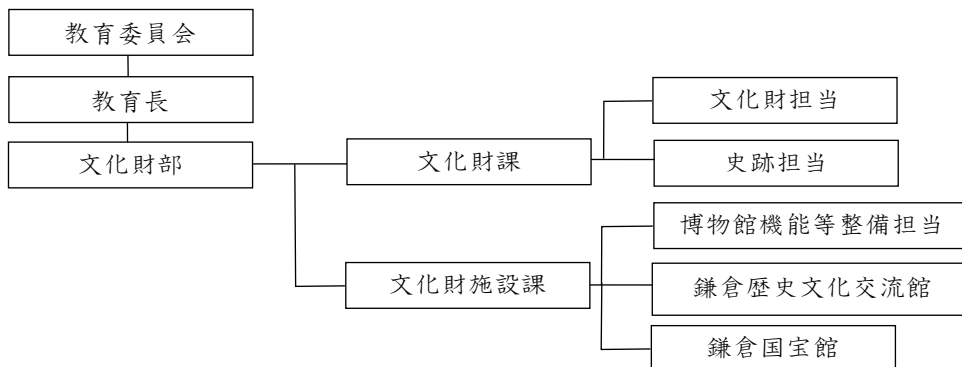 教育委員会
教育長
文化財部
文化財課
文化財担当
史跡担当
文化財施設課
博物館機能等整備担当
鎌倉歴史文化交流館
鎌倉国宝館